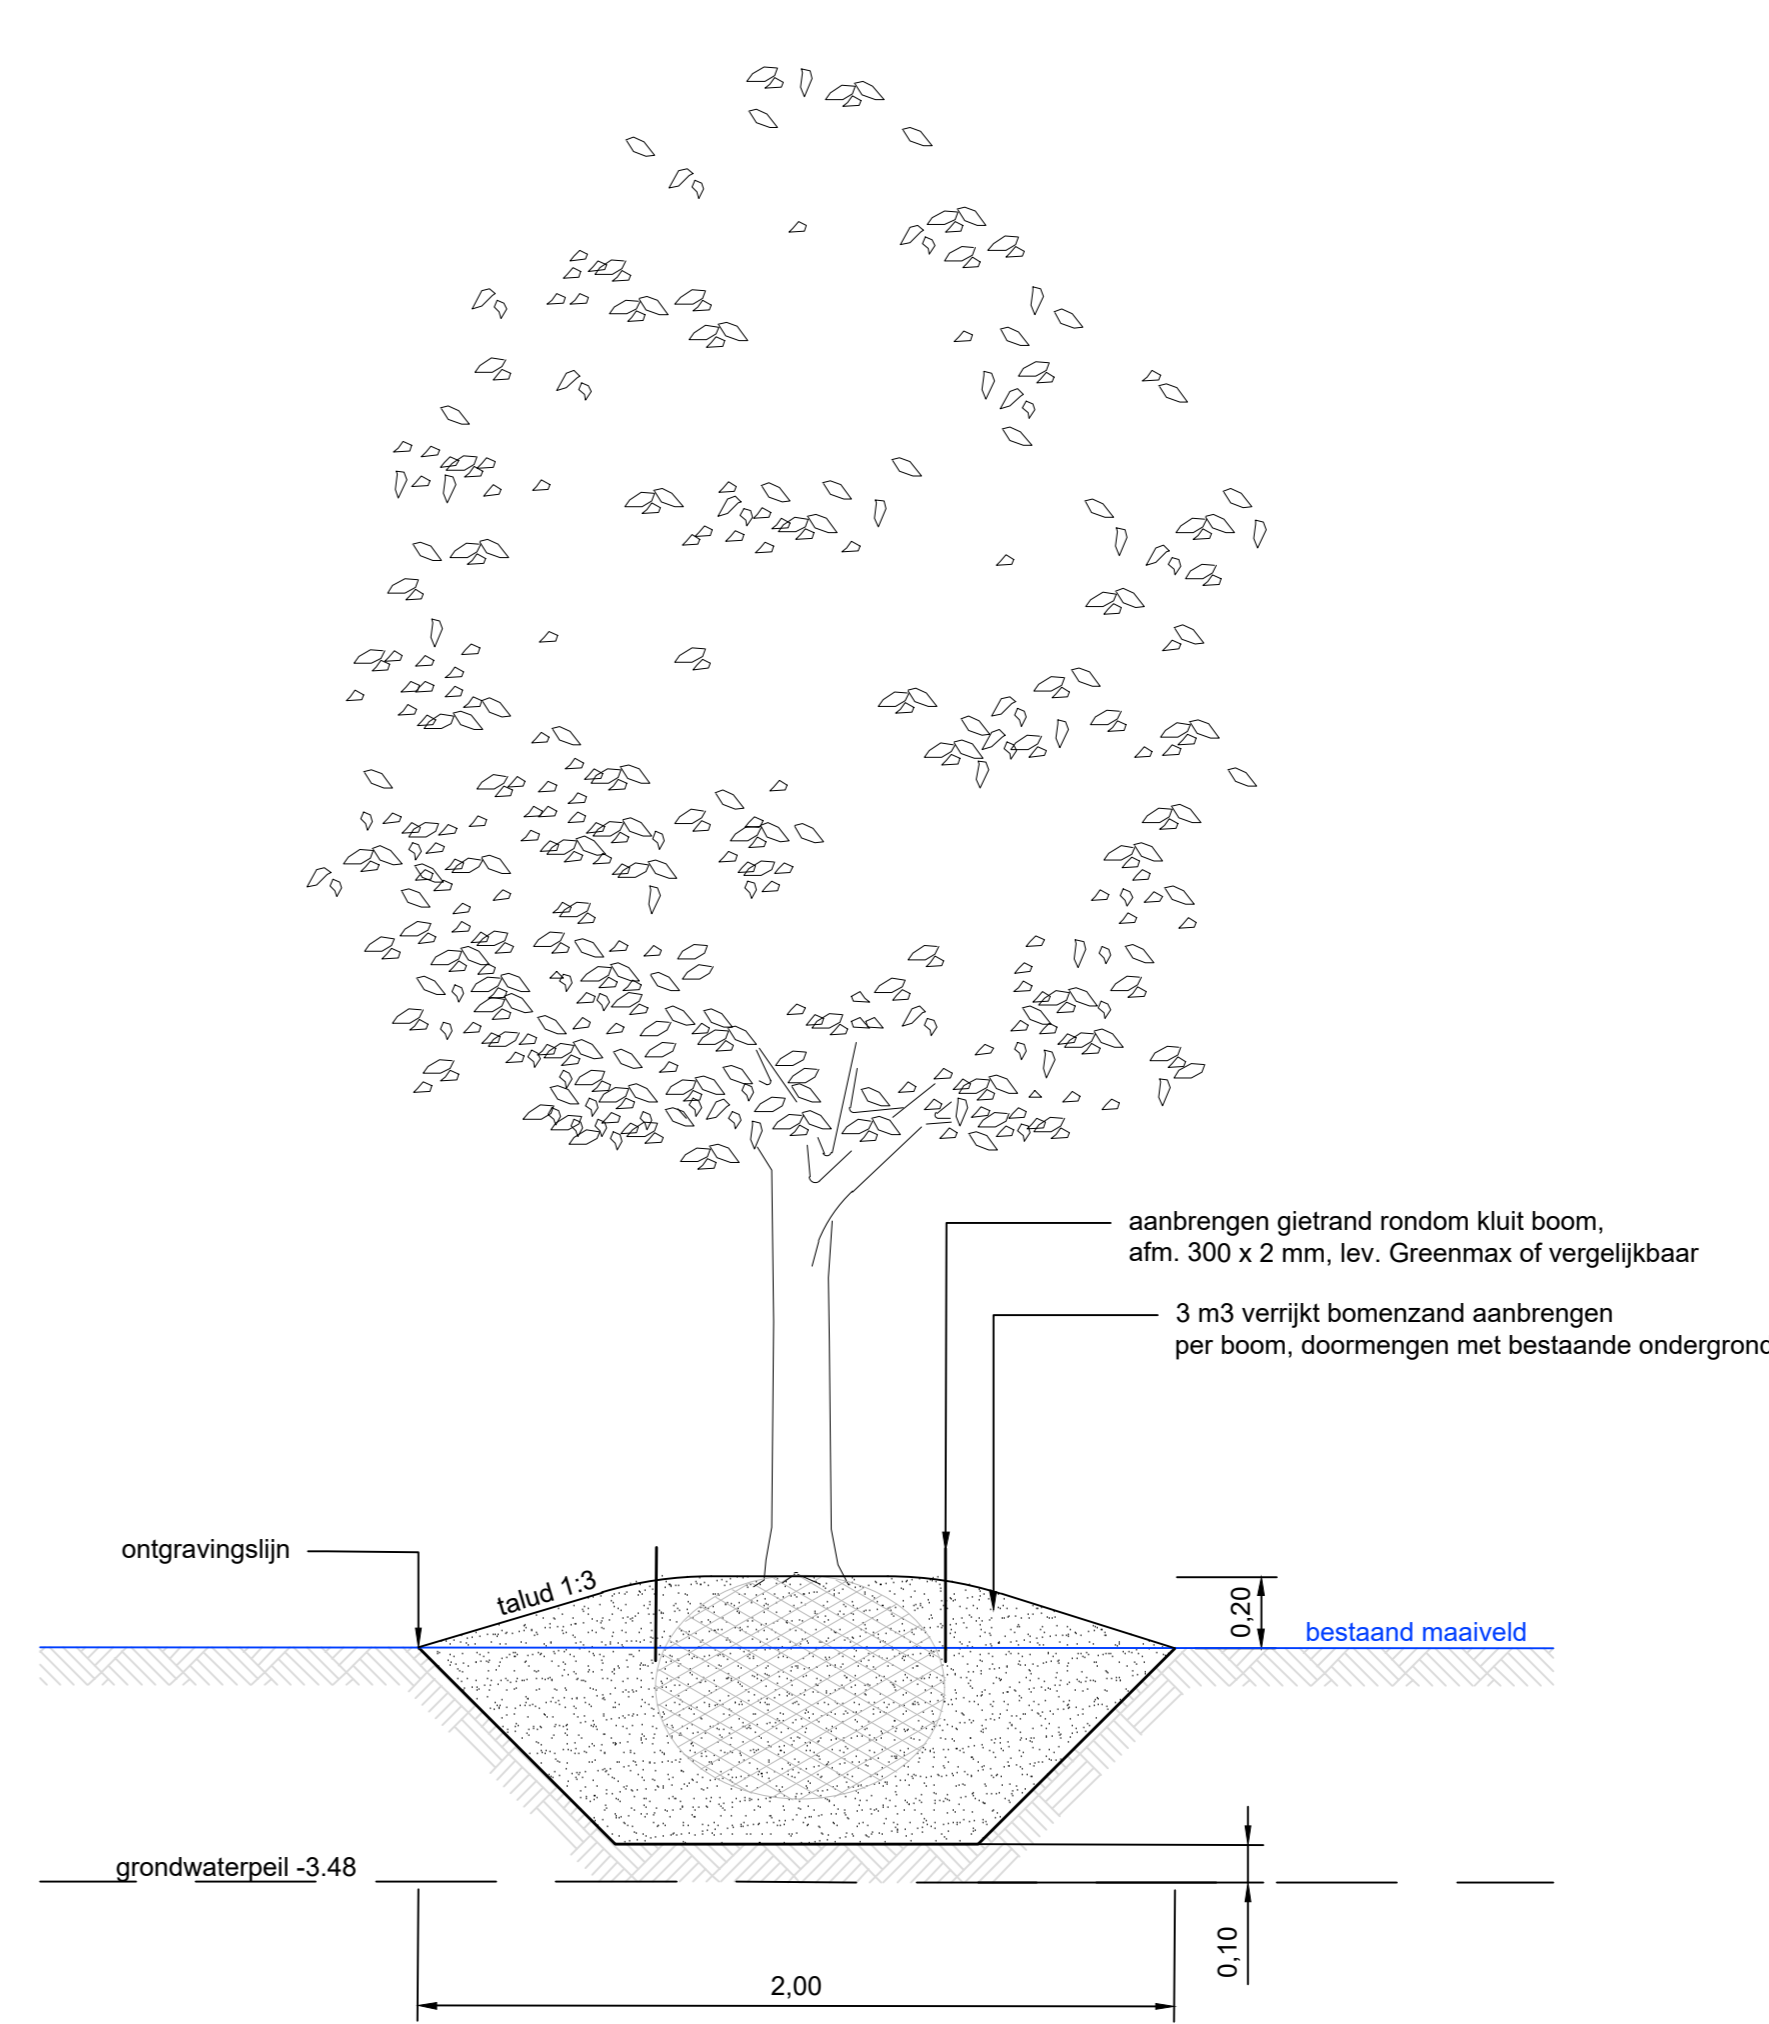 aanbrengen gietrand rondom kluit boom,
afm. 300 x 2 mm, lev. Greenmax of vergelijkbaar
3 m3 verrijkt bomenzand aanbrengen
per boom, doormengen met bestaande ondergrond
ontgravingslijn
talud 1:3
0,20
bestaand maaiveld
grondwaterpeil -3.48
0,10
2,00